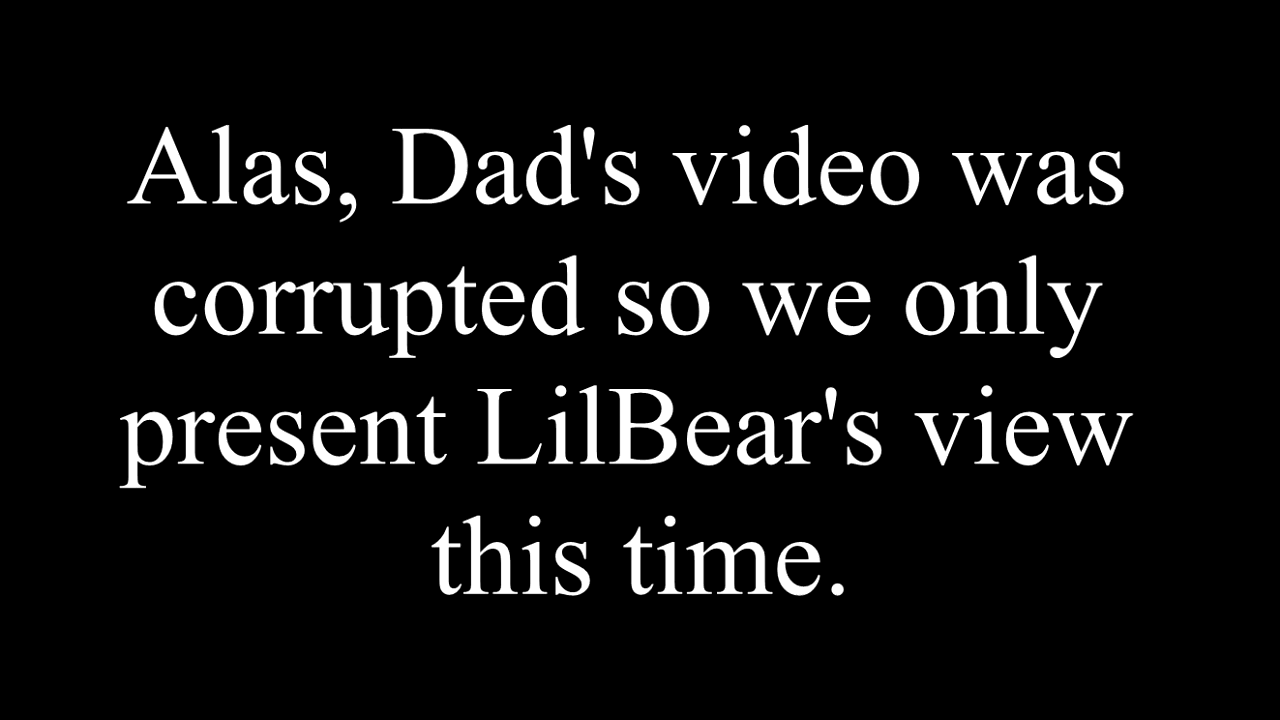 Alas, Dad's video was
corrupted so we only
present LilBear's view
this time.